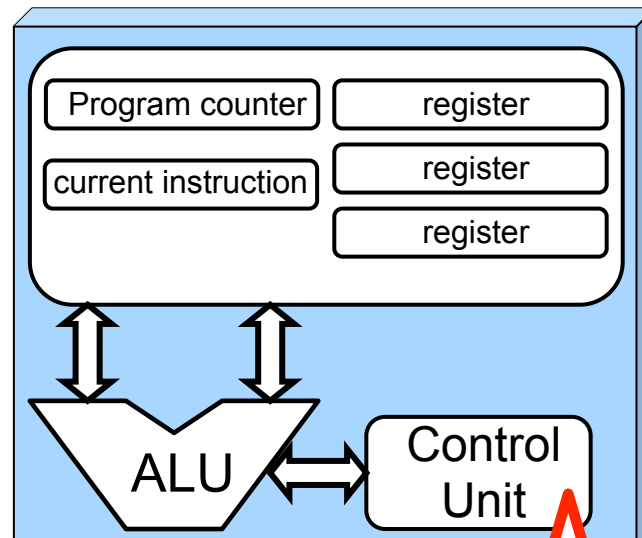 Program counter
register
current instruction
register
register
ALU
Control
Unit